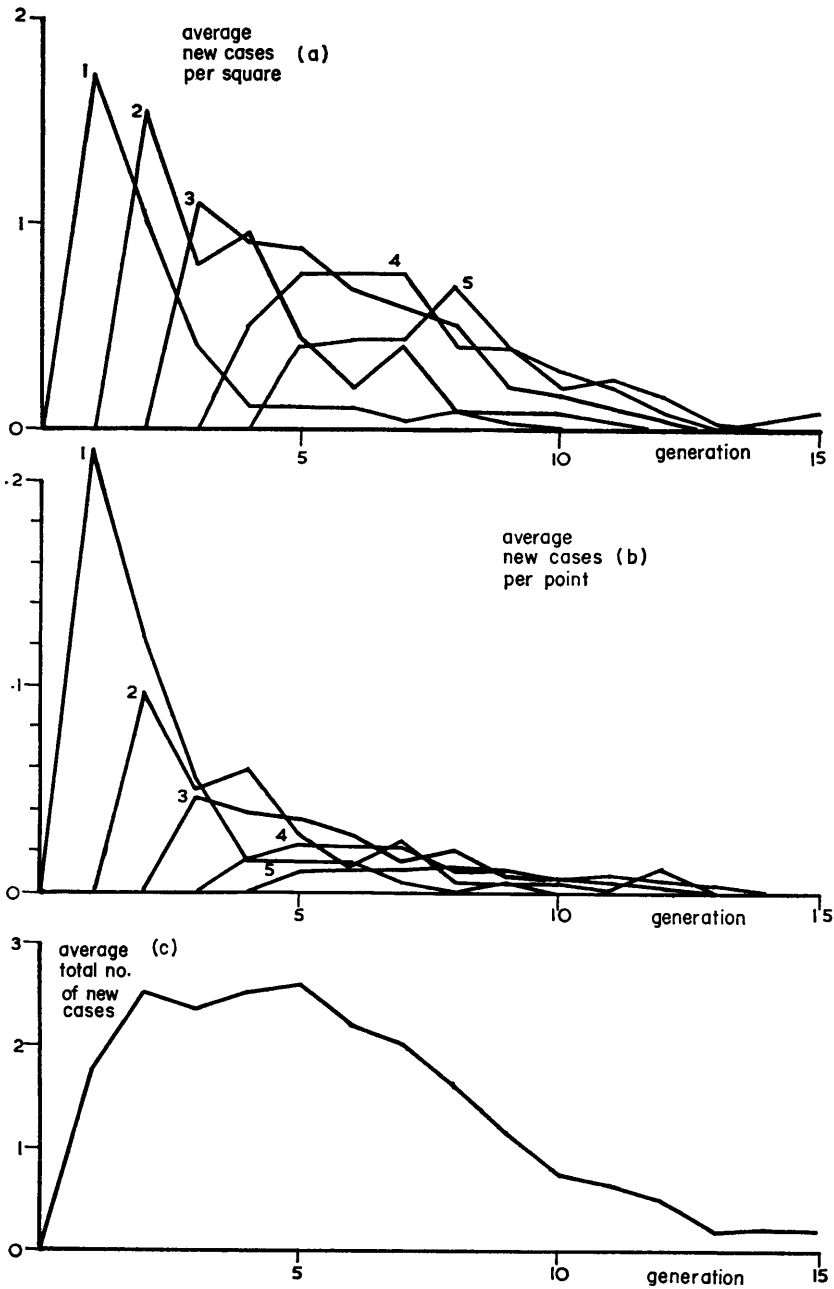 2
average
new cases (a)
per square
1
2
3
1
4
5
0
5
10
generation
15
1
.2
average
new cases (b)
per point
.1
2
3
4
5
0
5
10
generation
15
3
average (c)
total no.
of new
cases
2
1
0
5
10
generation
15